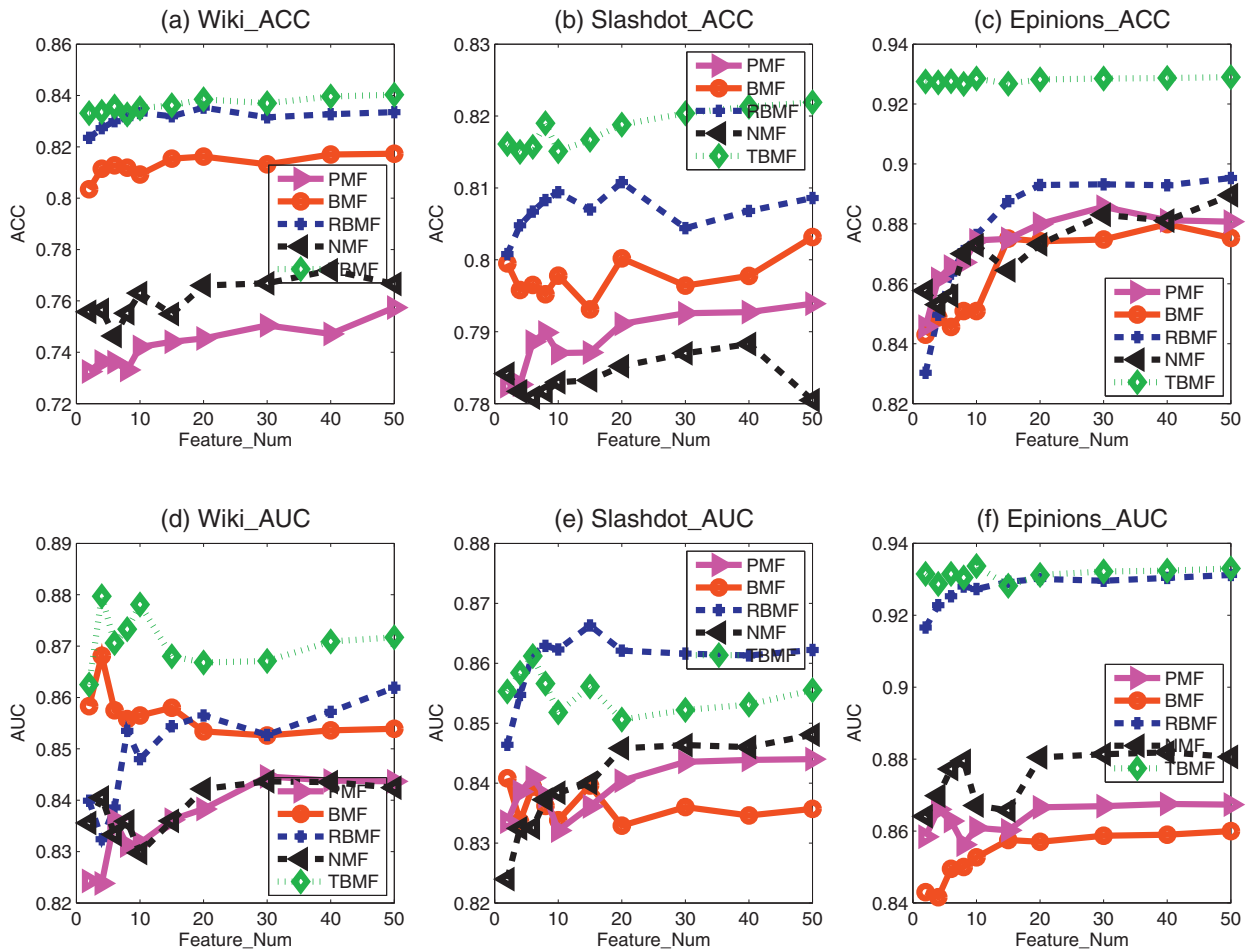 (a) Wiki_ACC
0.86
0.84
0.82
0.8
0.78
0.76
0.74
0.72
ACC
0 10 20 30 40 50
Feature_Num
PMF
BMF
RBMF
NMF
TBMF
(b) Slashdot_ACC
0.83
0.82
0.81
0.8
0.79
0.78
ACC
0 10 20 30 40 50
Feature_Num
PMF
BMF
RBMF
NMF
TBMF
(c) Epinions_ACC
0.94
0.92
0.9
0.88
0.86
0.84
0.82
ACC
0 10 20 30 40 50
Feature_Num
PMF
BMF
RBMF
NMF
TBMF
(d) Wiki_AUC
0.89
0.88
0.87
0.86
0.85
0.84
0.83
0.82
AUC
0 10 20 30 40 50
Feature_Num
PMF
BMF
RBMF
NMF
TBMF
(e) Slashdot_AUC
0.88
0.87
0.86
0.85
0.84
0.83
0.82
AUC
0 10 20 30 40 50
Feature_Num
PMF
BMF
RBMF
NMF
TBMF
(f) Epinions_AUC
0.94
0.92
0.9
0.88
0.86
0.84
AUC
0 10 20 30 40 50
Feature_Num
PMF
BMF
RBMF
NMF
TBMF